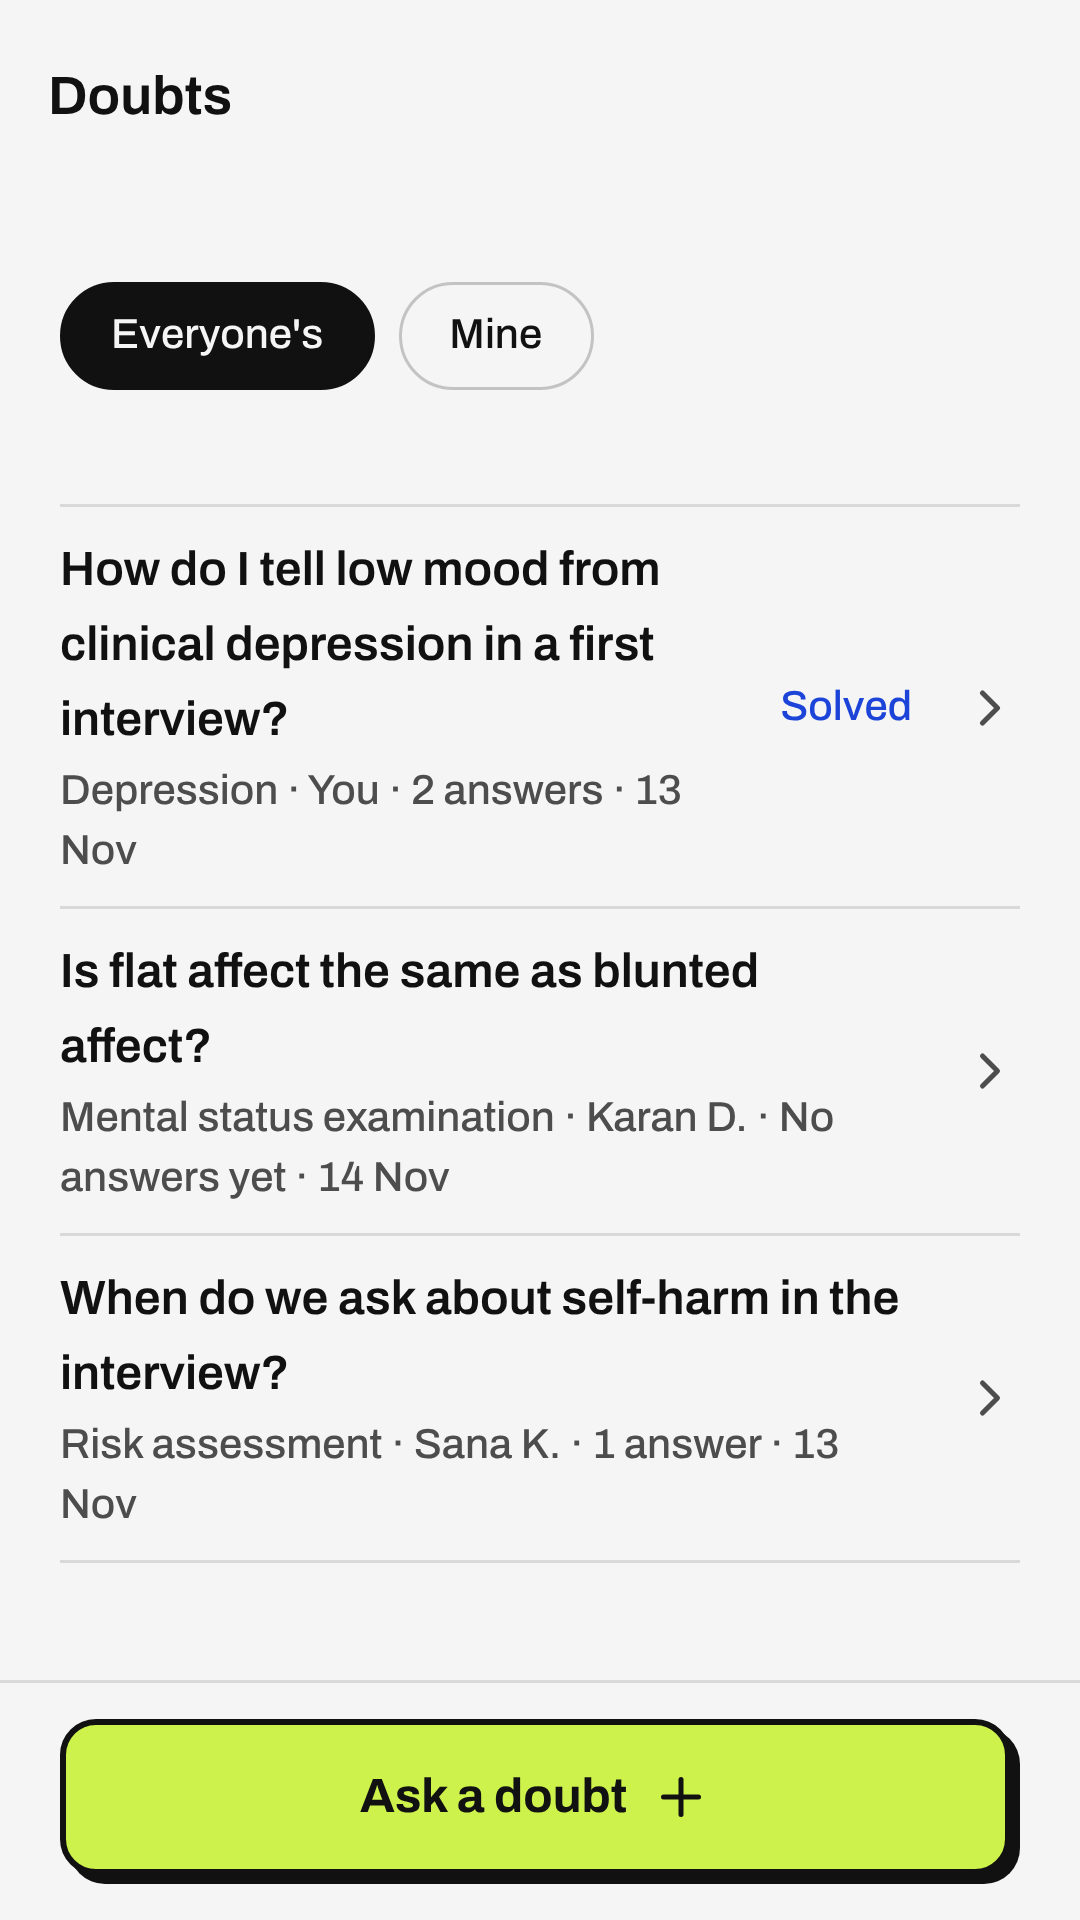 Doubts
Everyone's
Mine
How do I tell low mood from
clinical depression in a first
interview?
Depression · You · 2 answers · 13
Nov
Solved
Is flat affect the same as blunted
affect?
Mental status examination · Karan D. · No
answers yet · 14 Nov
When do we ask about self-harm in the
interview?
Risk assessment · Sana K. · 1 answer · 13
Nov
Ask a doubt